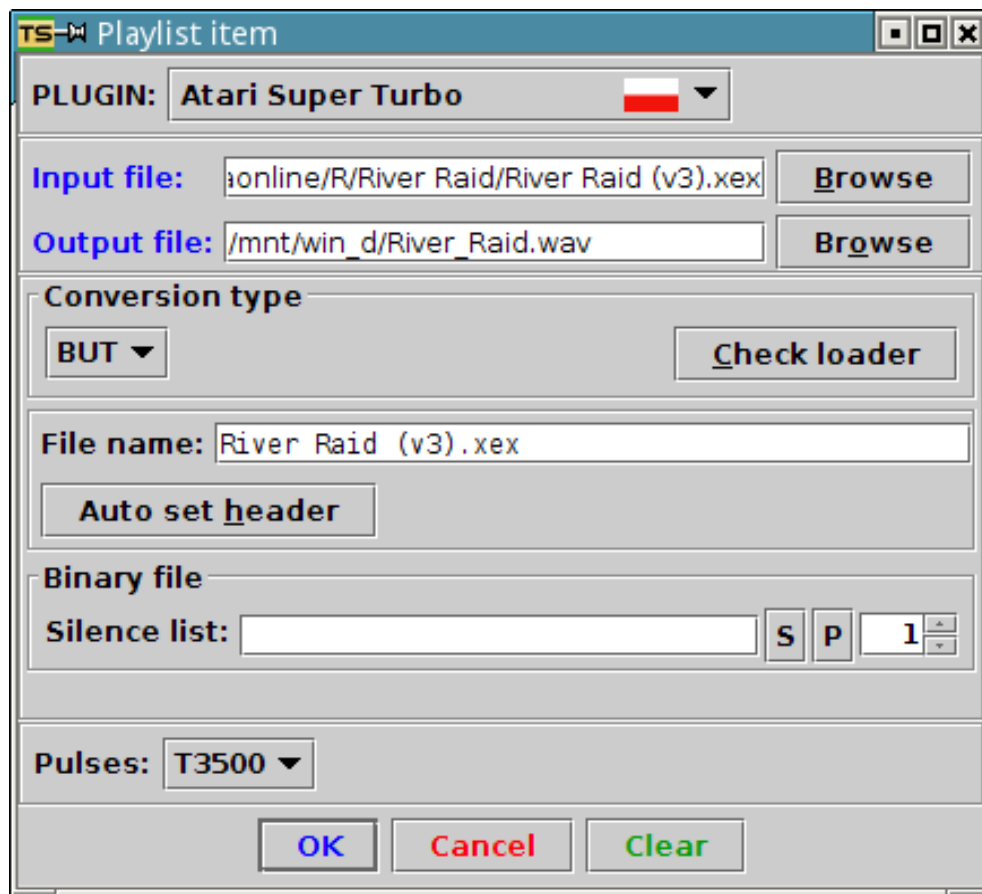 TS Playlist item
PLUGIN: Atari Super Turbo
Input file: aonline/R/River Raid/River Raid (v3).xex Browse
Output file: /mnt/win_d/River_Raid.wav Browse
Conversion type
BUT Check loader
File name: River Raid (v3).xex
Auto set header
Binary file
Silence list: S P 1
Pulses: T3500
OK Cancel Clear